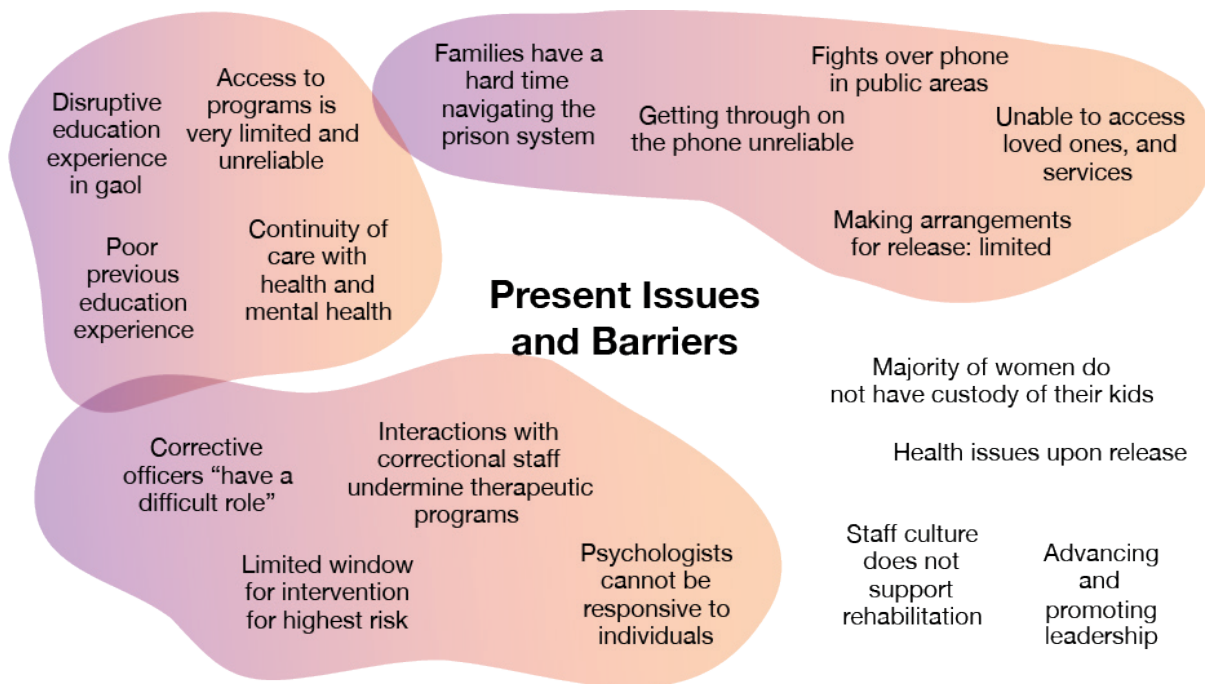 Disruptive
education
experience
in gaol
Access to
programs is
very limited and
unreliable
Poor
previous
education
experience
Continuity of
care with
health and
mental health
Families have a
hard time
navigating the
prison system
Getting through on
the phone unreliable
Fights over phone
in public areas
Unable to access
loved ones, and
services
Making arrangements
for release: limited
Present Issues
and Barriers
Corrective
officers “have a
difficult role”
Interactions with
correctional staff
undermine therapeutic
programs
Limited window
for intervention
for highest risk
Psychologists
cannot be
responsive to
individuals
Majority of women do
not have custody of their kids
Health issues upon release
Staff culture
does not
support
rehabilitation
Advancing
and
promoting
leadership